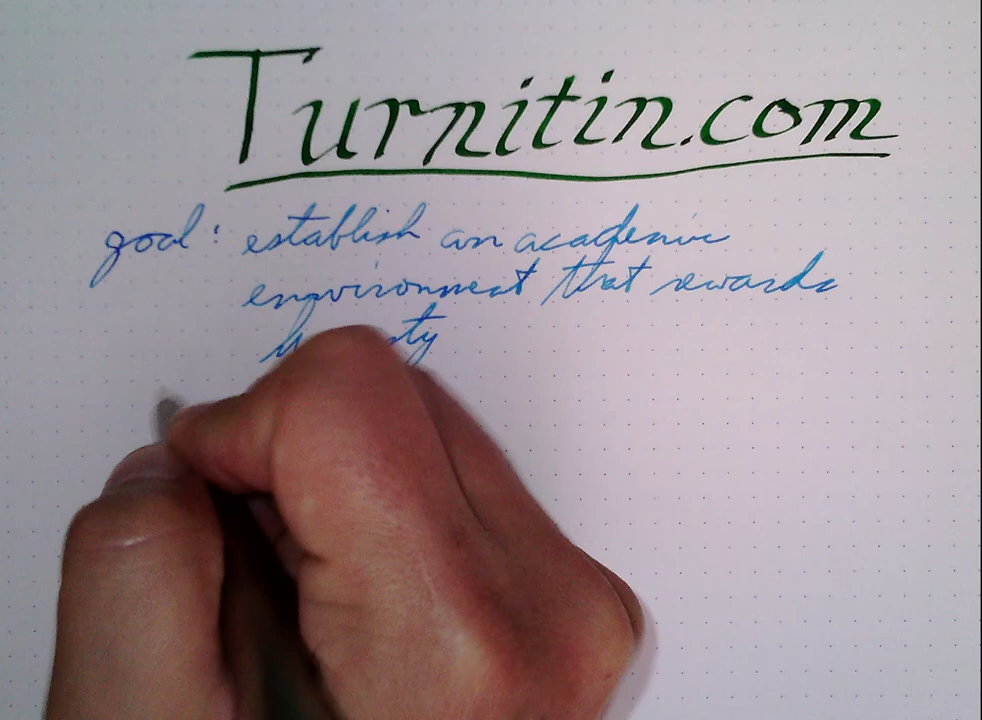 Turnitin.com
goal: establish an academic
environment that rewards